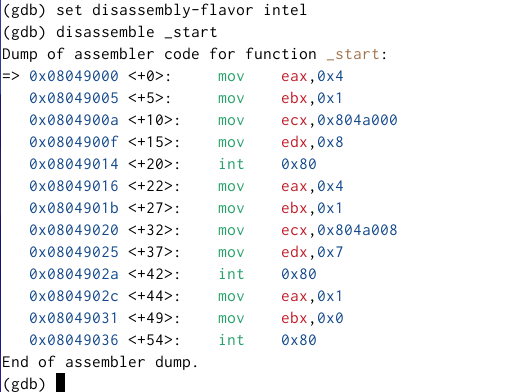 (gdb) set disassembly-flavor intel
(gdb) disassemble _start
Dump of assembler code for function _start:
=> 0x08049000 <+0>:     mov    eax,0x4
   0x08049005 <+5>:     mov    ebx,0x1
   0x0804900a <+10>:    mov    ecx,0x804a000
   0x0804900f <+15>:    mov    edx,0x8
   0x08049014 <+20>:    int    0x80
   0x08049016 <+22>:    mov    eax,0x4
   0x0804901b <+27>:    mov    ebx,0x1
   0x08049020 <+32>:    mov    ecx,0x804a008
   0x08049025 <+37>:    mov    edx,0x7
   0x0804902a <+42>:    int    0x80
   0x0804902c <+44>:    mov    eax,0x1
   0x08049031 <+49>:    mov    ebx,0x0
   0x08049036 <+54>:    int    0x80
End of assembler dump.
(gdb)